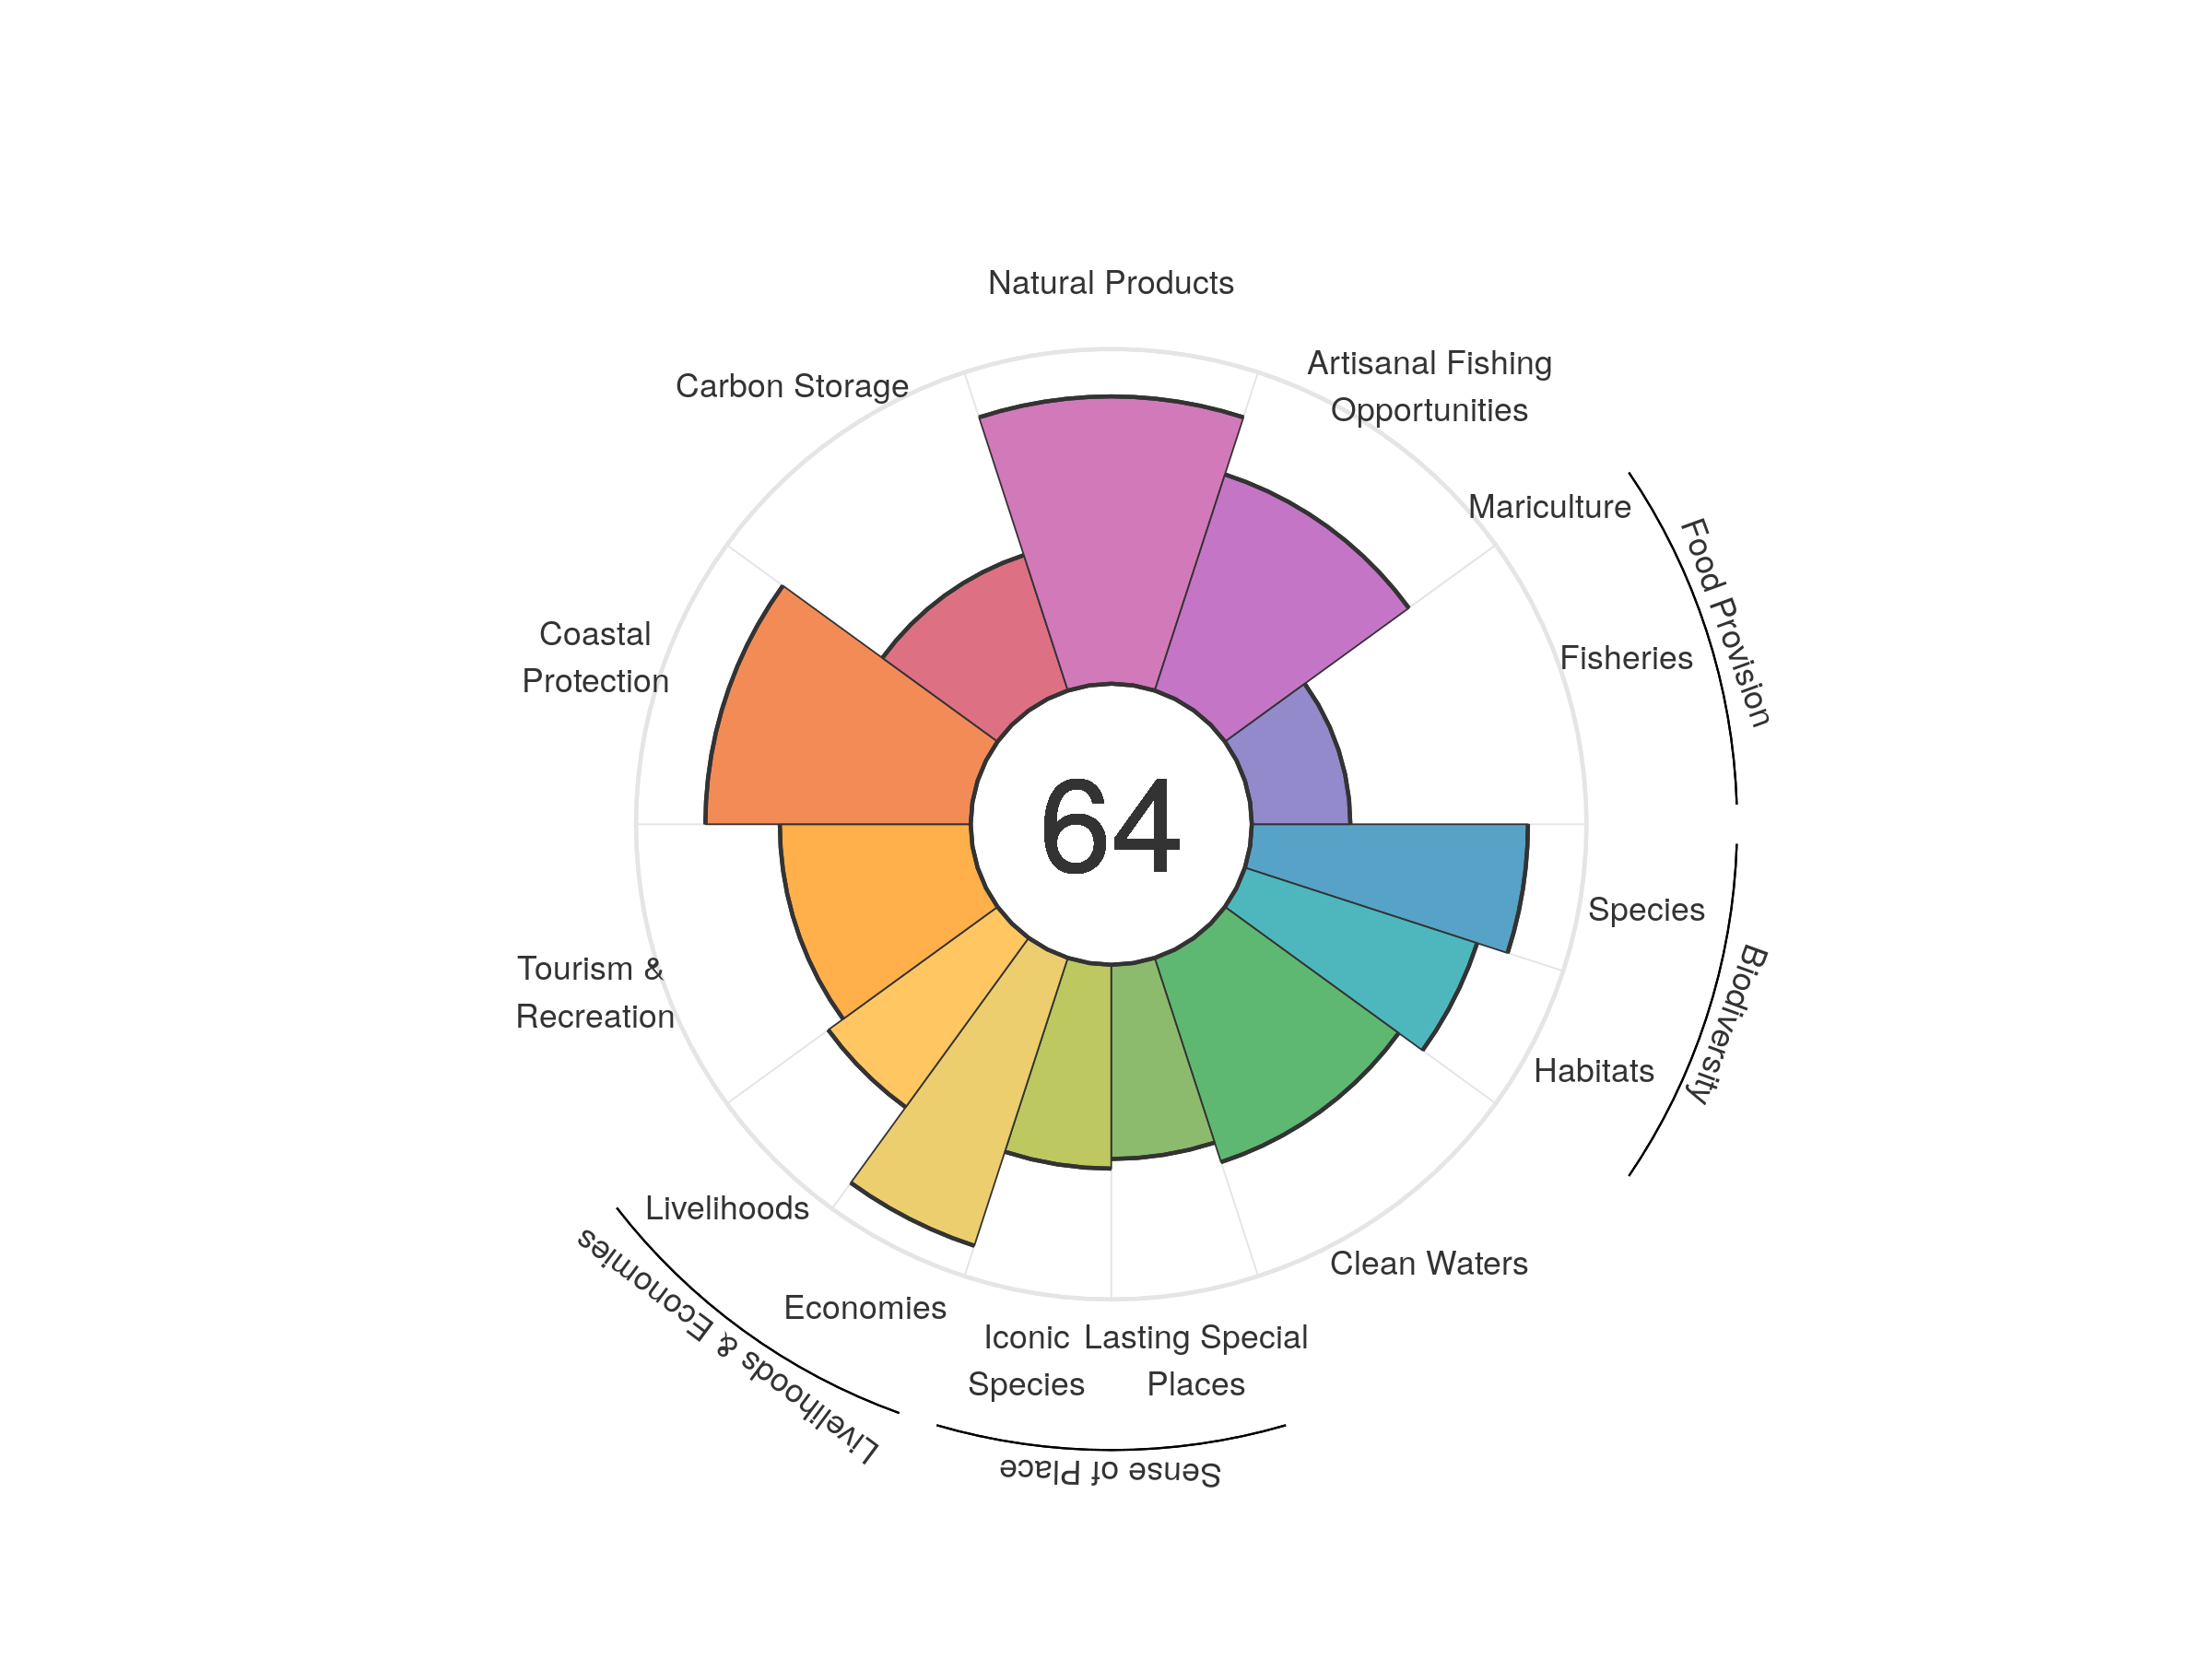 Natural Products
Artisanal Fishing
Opportunities
Carbon Storage
Mariculture
Food Provision
Fisheries
Coastal
Protection
64
Species
Biodiversity
Tourism &
Recreation
Habitats
Livelihoods
Clean Waters
Livelihoods & Economies
Economies
Iconic
Species
Lasting Special
Places
Sense of Place